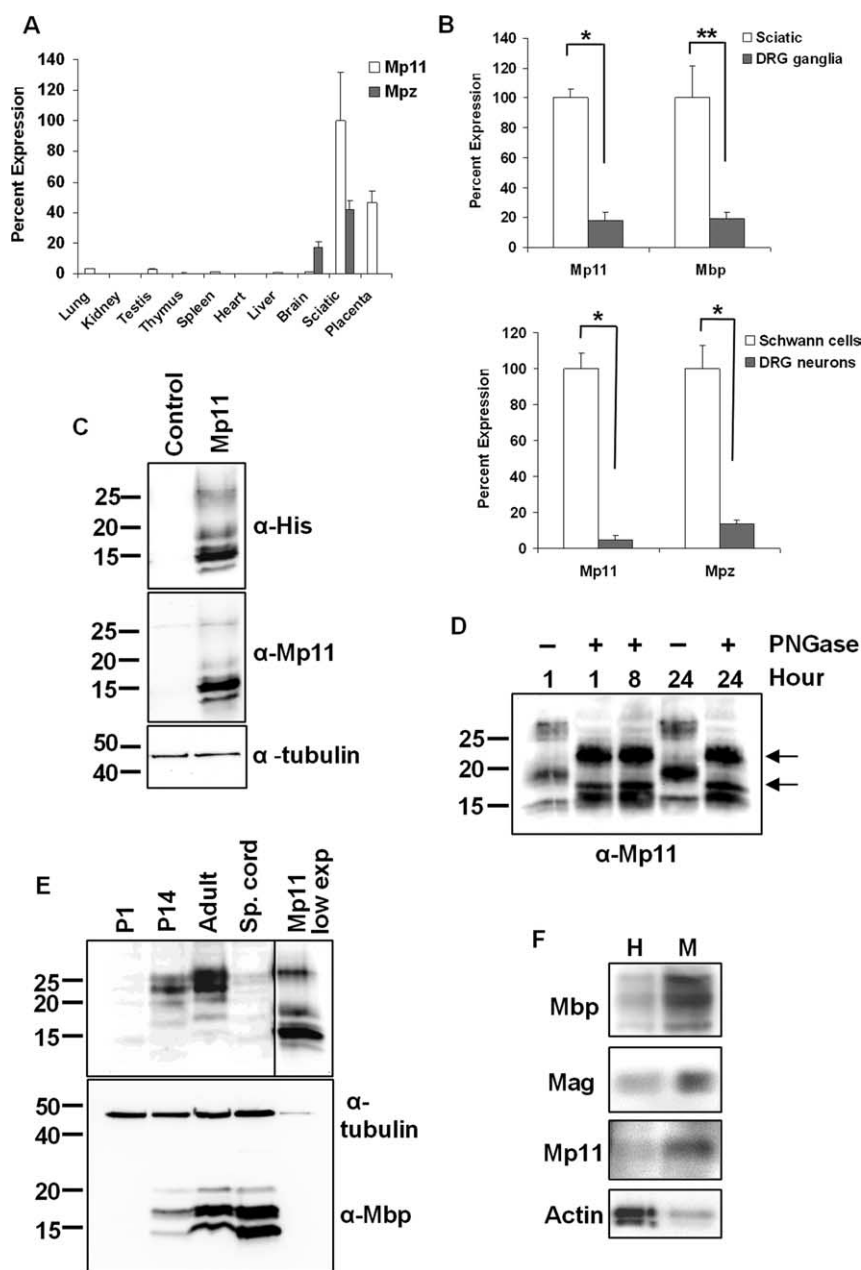 A
140
120
100
80
60
40
20
0
Percent Expression
Mp11
Mpz
Lung
Kidney
Testis
Thymus
Spleen
Heart
Liver
Brain
Sciatic
Placenta
B
140
120
100
80
60
40
20
0
Percent Expression
*
**
Sciatic
DRG ganglia
Mp11
Mbp
120
100
80
60
40
20
0
Percent Expression
*
*
Schwann cells
DRG neurons
Mp11
Mpz
C
Control
Mp11
25
20
15
α-His
25
20
15
α-Mp11
50
40
α -tubulin
D
– + + – + PNGase
1 1 8 24 24 Hour
25
20
15
α-Mp11
E
P1
P14
Adult
Sp. cord
Mp11
low exp
25
20
15
50
40
20
15
α-
tubulin
α-Mbp
F
H M
Mbp
Mag
Mp11
Actin